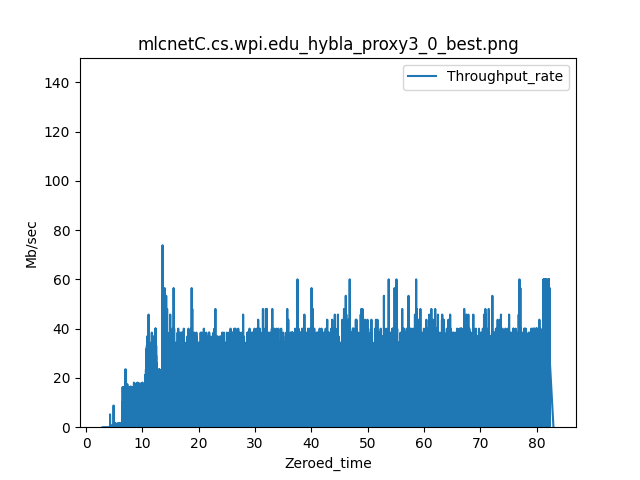 mlcnetC.cs.wpi.edu_hybla_proxy3_0_best.png
Throughput_rate
140
120
100
80
60
40
20
0
Mb/sec
0 10 20 30 40 50 60 70 80
Zeroed_time